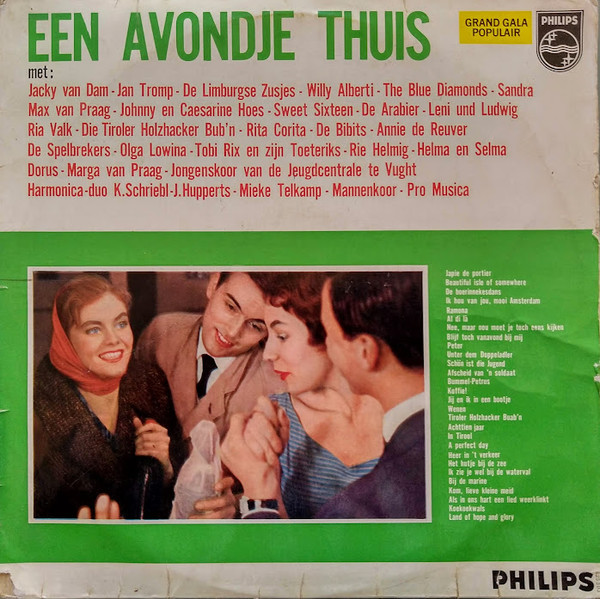 EEN AVONDJE THUIS
GRAND GALA
POPULAIR
PHILIPS
met:
Jacky van Dam - Jan Tromp - De Limburgse Zusjes - Willy Alberti - The Blue Diamonds - Sandra
Max van Praag - Johnny en Caesarine Hoes - Sweet Sixteen - De Arabier - Leni und Ludwig
Ria Valk - Die Tiroler Holzhacker Bub'n - Rita Corita - De Bibits - Annie de Reuver
De Spelbrekers - Olga Lowina - Tobi Rix en zijn Toeteriks - Rie Helmig - Helma en Selma
Dorus - Marga van Praag - Jongenskoor van de Jeugdcentrale te Vught
Harmonica-duo K.Schriebl-J.Hupperts - Mieke Telkamp - Mannenkoor - Pro Musica
Japie de portier
Beautiful isle of somewhere
De boerinnekesdans
Ik hou van jou, mooi Amsterdam
Ramona
Al di là
Hee, maar nou moet je toch eens kijken
Blijf toch vanavond bij mij
Peter
Unter dem Doppeladler
Schön ist die Jugend
Afscheid van 'n soldaat
Bummel-Petrus
Koffie!
Jij en ik in een bootje
Wenen
Tiroler Holzhacker Buab'n
Achttien jaar
In Tirool
A perfect day
Heer in 't verkeer
Het hutje bij de zee
Ik zie je wel bij de waterval
Bij de marine
Kom, lieve kleine meid
Als in ons hart een lied weerklinkt
Koekoekwals
Land of hope and glory
PHILIPS